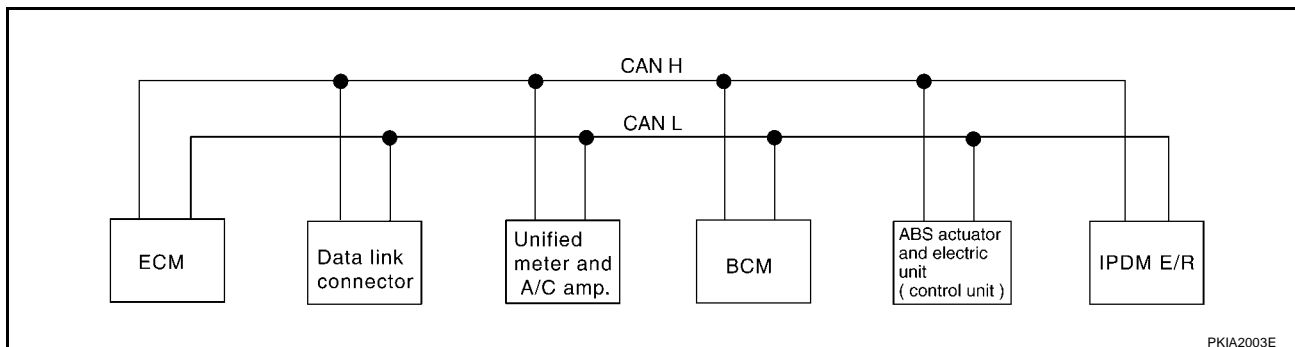 CAN H
CAN L
ECM
Data link
connector
Unified
meter and
A/C amp.
BCM
ABS actuator
and electric
unit
( control unit )
IPDM E/R
PKIA2003E